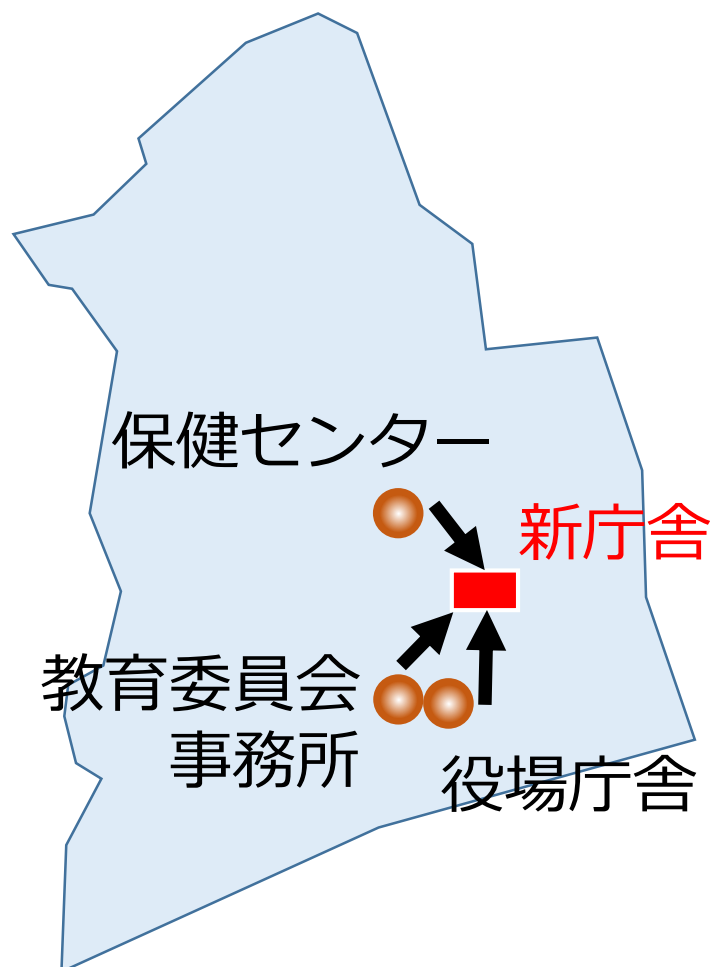 保健センター
新庁舎
教育委員会
事務所
役場庁舎